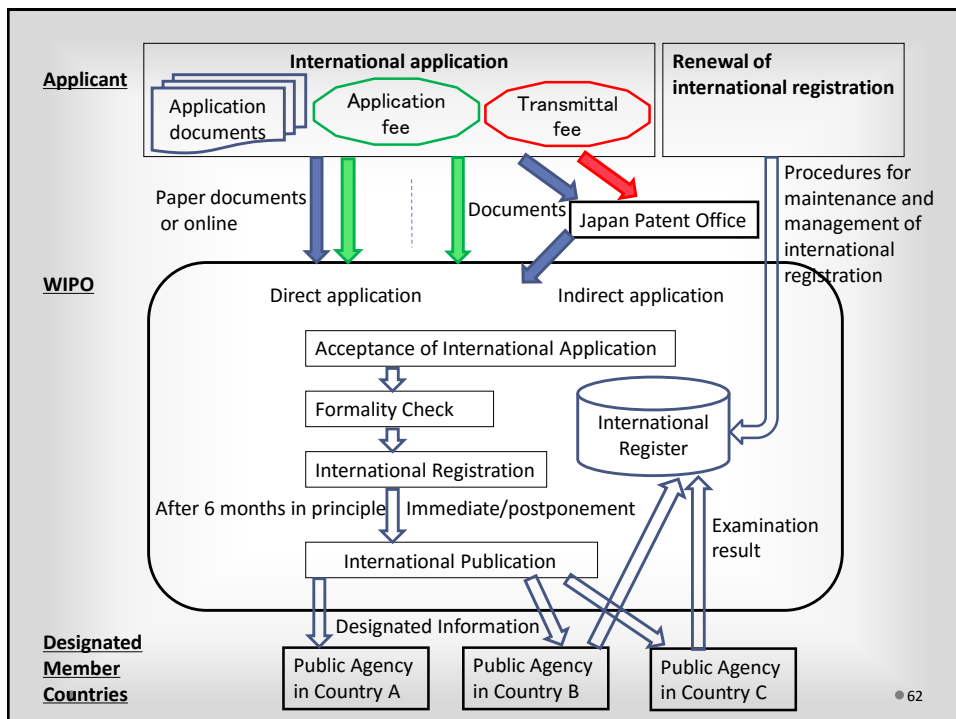 International application
Applicant
Application
documents
Application
fee
Transmittal
fee
Renewal of
international registration
Paper documents
or online
Documents
Japan Patent Office
Procedures for
maintenance and
management of
international
registration
WIPO
Direct application
Indirect application
Acceptance of International Application
Formality Check
International
Register
International Registration
After 6 months in principle
Immediate/postponement
Examination
result
International Publication
Designated Information
Designated
Member
Countries
Public Agency
in Country A
Public Agency
in Country B
Public Agency
in Country C
62